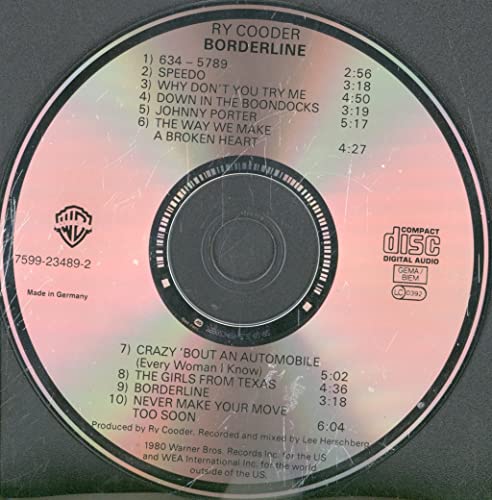 RY COODER
BORDERLINE
1) 634-5789 2:56
2) SPEEDO 3:18
3) WHY DON'T YOU TRY ME 4:50
4) DOWN IN THE BOONDOCKS 3:19
5) JOHNNY PORTER 5:17
6) THE WAY WE MAKE
A BROKEN HEART 4:27
7599-23489-2
Made in Germany
COMPACT
disc
DIGITAL AUDIO
GEMA/
BIEM
LC 0392
7) CRAZY 'BOUT AN AUTOMOBILE
(Every Woman I Know) 5:02
8) THE GIRLS FROM TEXAS 4:36
9) BORDERLINE 3:18
10) NEVER MAKE YOUR MOVE
TOO SOON 6:04
Produced by Ry Cooder. Recorded and mixed by Lee Herschberg
1980 Warner Bros. Records Inc. for the US
and WEA International Inc. for the world
outside of the US.